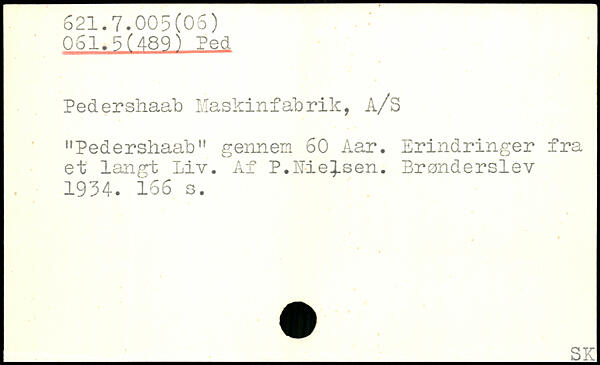 621.7.005(06)
061.5(489) Ped
Pedershaab Maskinfabrik, A/S
"Pedershaab" gennem 60 Aar. Erindringer fra
et langt Liv. Af P.Nielsen. Brønderslev
1934. 166 s.
SK